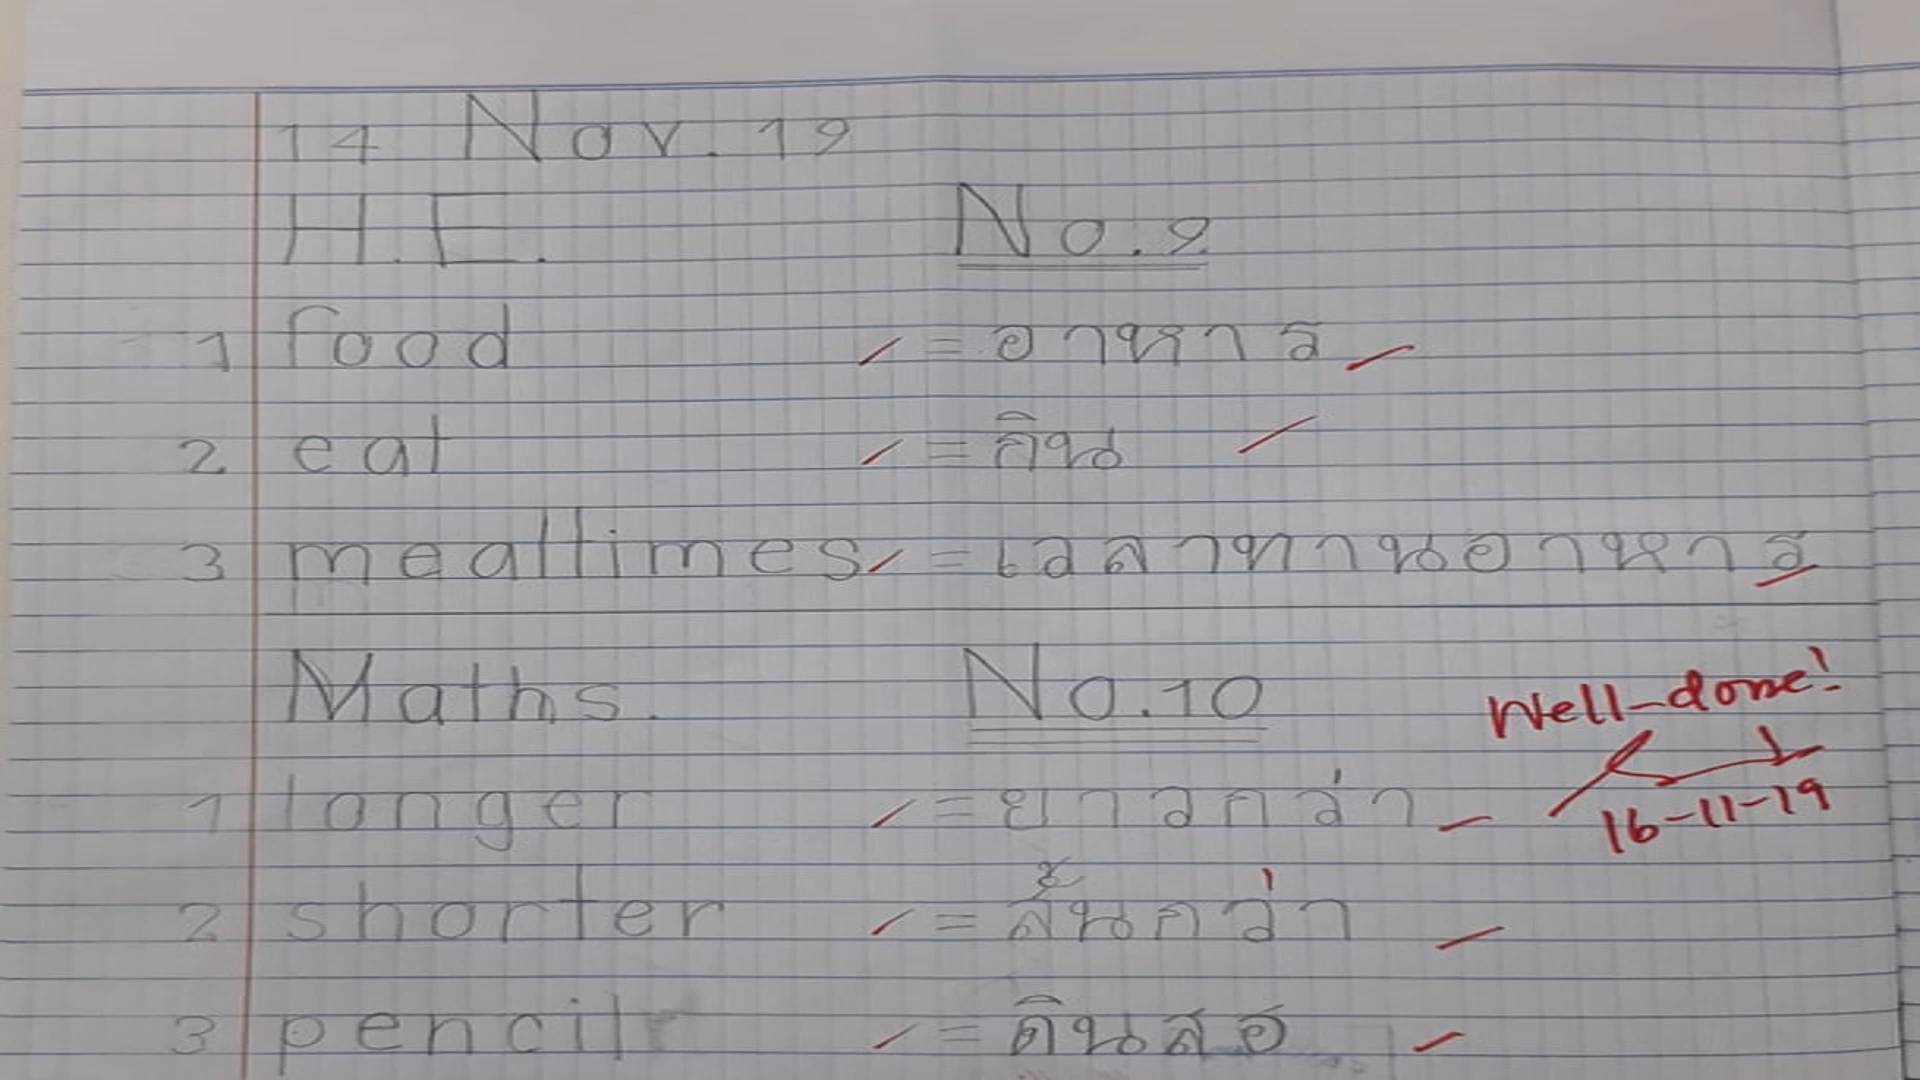 14 Nov. 19
H.E. No. 2
1 food = อาหาร
2 eat = กิน
3 mealtimes = เวลาทานอาหาร
Maths. No. 10
Well-done!
1 longer = ยาวกว่า
16-11-19
2 shorter = สั้นกว่า
3 pencil = ดินสอ